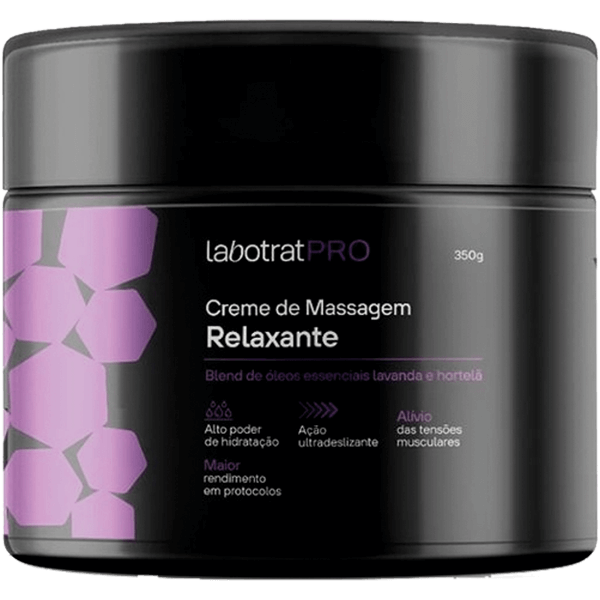 labotratPRO
350g
Creme de Massagem
Relaxante
Blend de óleos essenciais lavanda e hortelã
Alto poder
de hidratação
Ação
ultradeslizante
Alívio
das tensões
musculares
Maior
rendimento
em protocolos